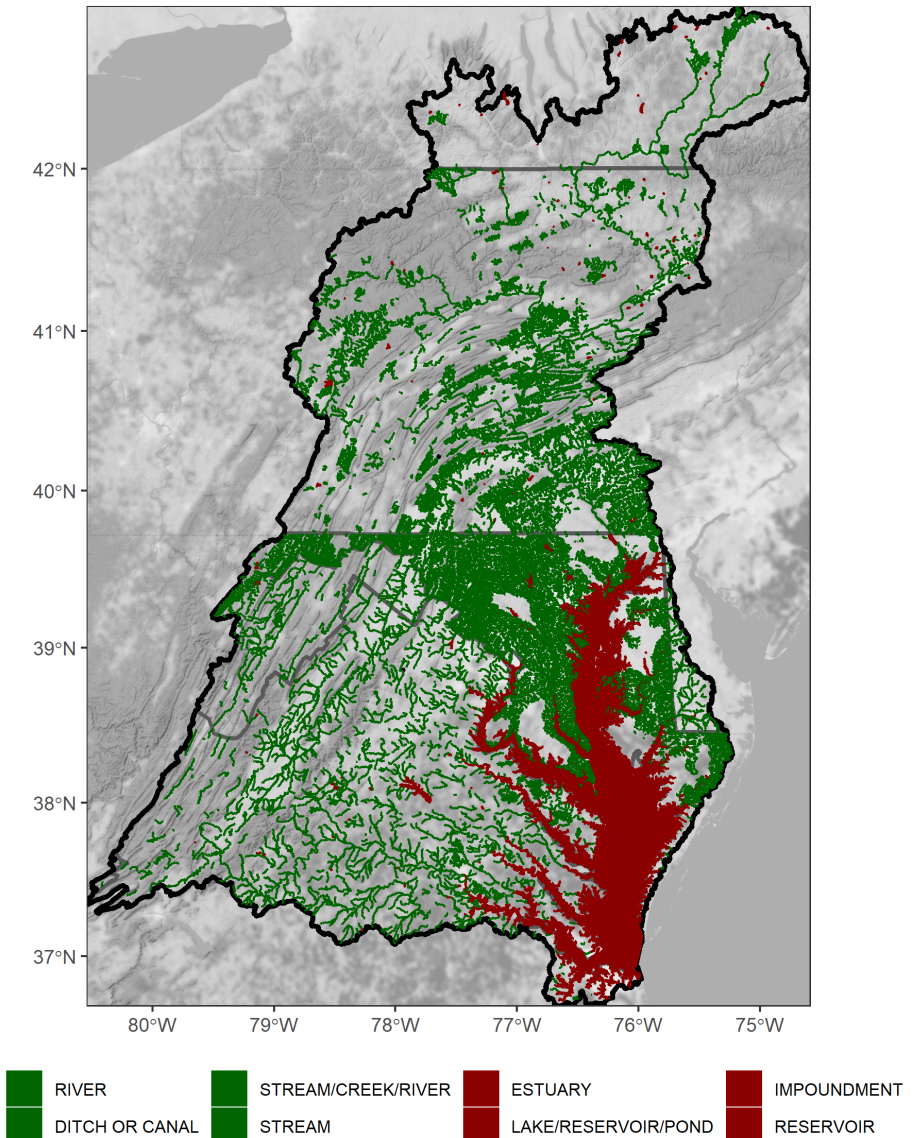 42°N
41°N
40°N
39°N
38°N
37°N
80°W 79°W 78°W 77°W 76°W 75°W
RIVER STREAM/CREEK/RIVER ESTUARY IMPOUNDMENT
DITCH OR CANAL STREAM LAKE/RESERVOIR/POND RESERVOIR